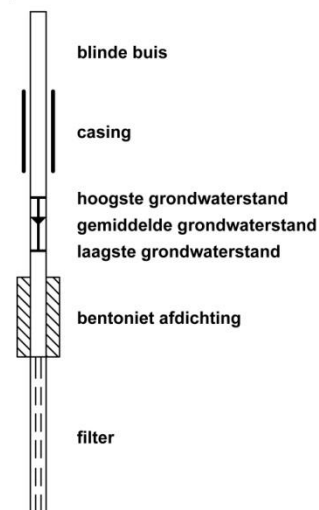 blinde buis
casing
hoogste grondwaterstand
gemiddelde grondwaterstand
laagste grondwaterstand
bentoniet afdichting
filter